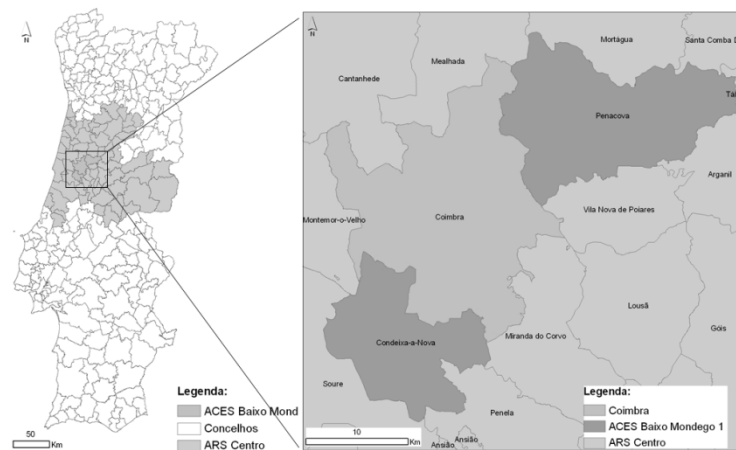 N
Legenda:
ACES Baixo Mond
Concelhos
ARS Centro
50
Km
N
Mortágua
Santa Comba D
Mealhada
Cantanhede
Penacova
Tá
Arganil
Vila Nova de Poiares
Coimbra
Montemor-o-Velho
Lousã
Góis
Miranda do Corvo
Condeixa-a-Nova
Soure
Penela
Ansião
Ansião
10
Km
Legenda:
Coimbra
ACES Baixo Mondego 1
ARS Centro